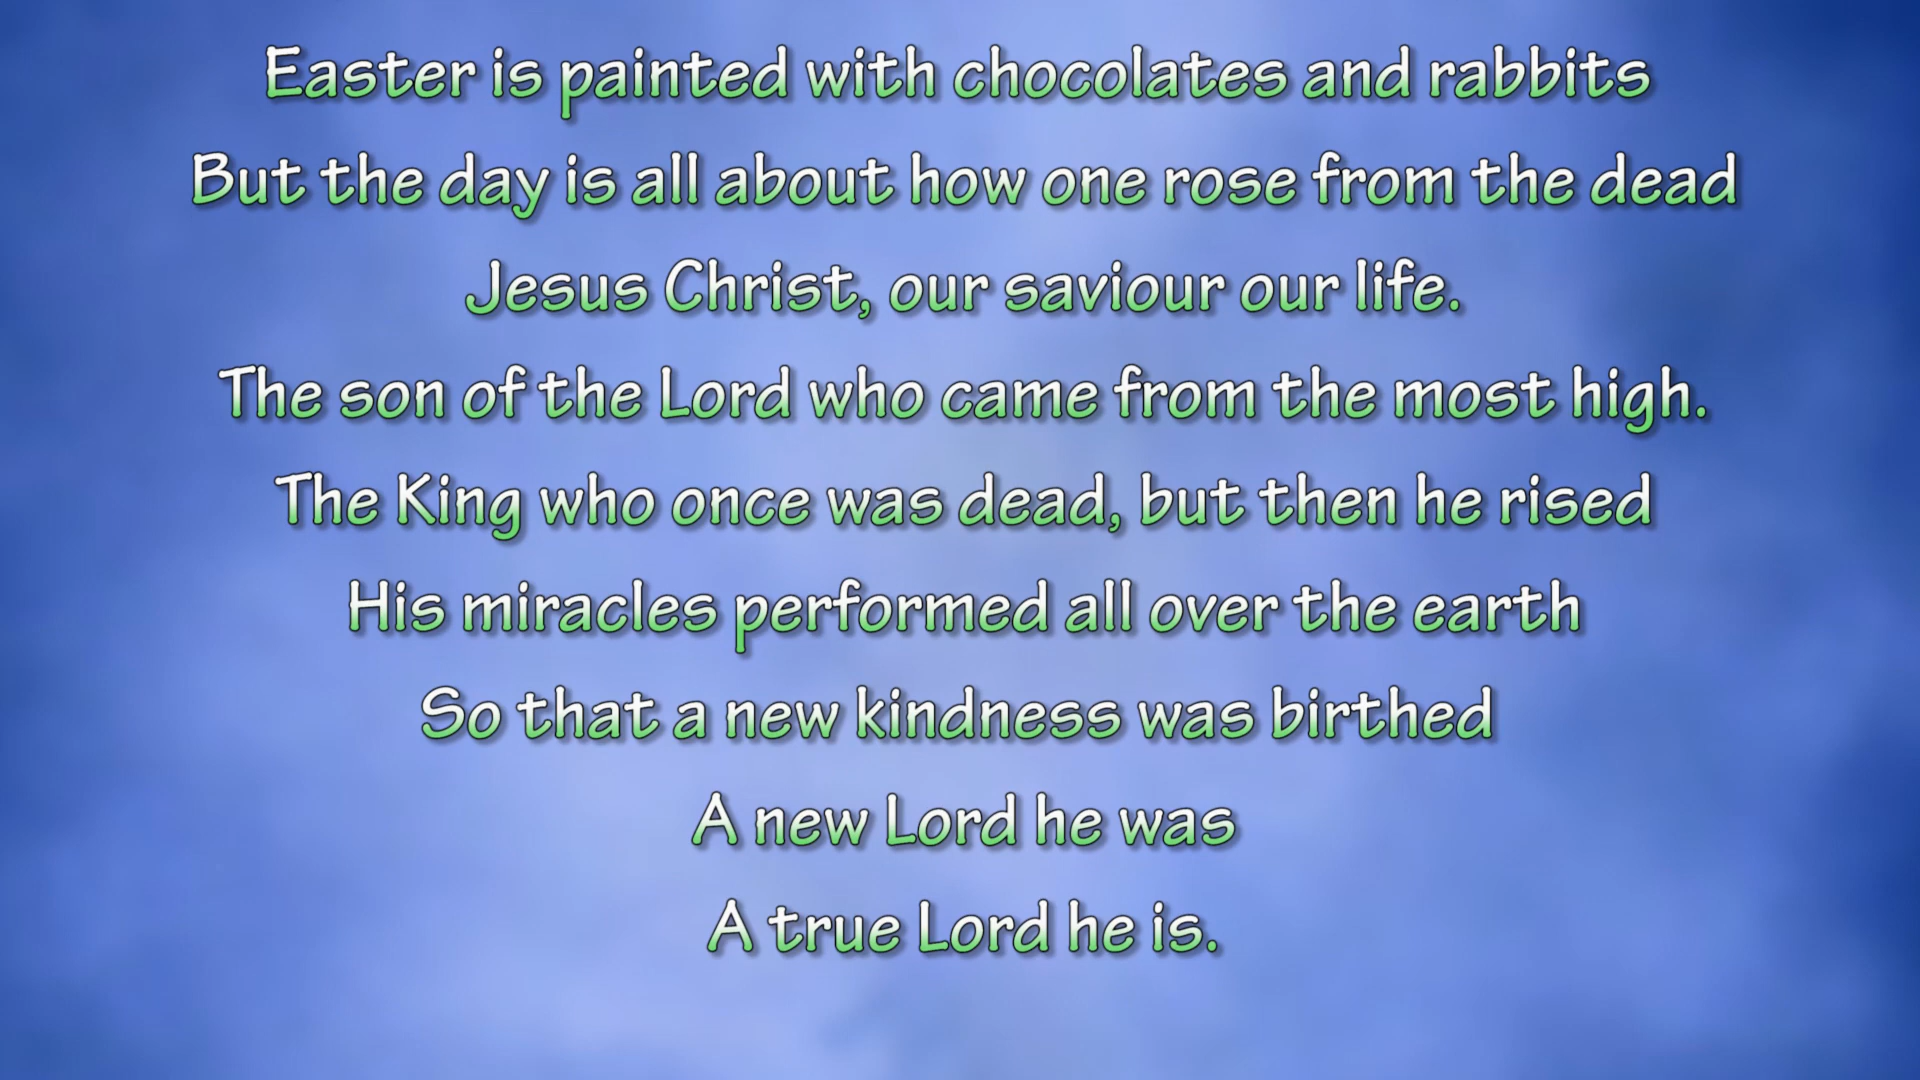 Easter is painted with chocolates and rabbits
But the day is all about how one rose from the dead
Jesus Christ, our saviour our life.
The son of the Lord who came from the most high.
The King who once was dead, but then he rised
His miracles performed all over the earth
So that a new kindness was birthed
A new Lord he was
A true Lord he is.